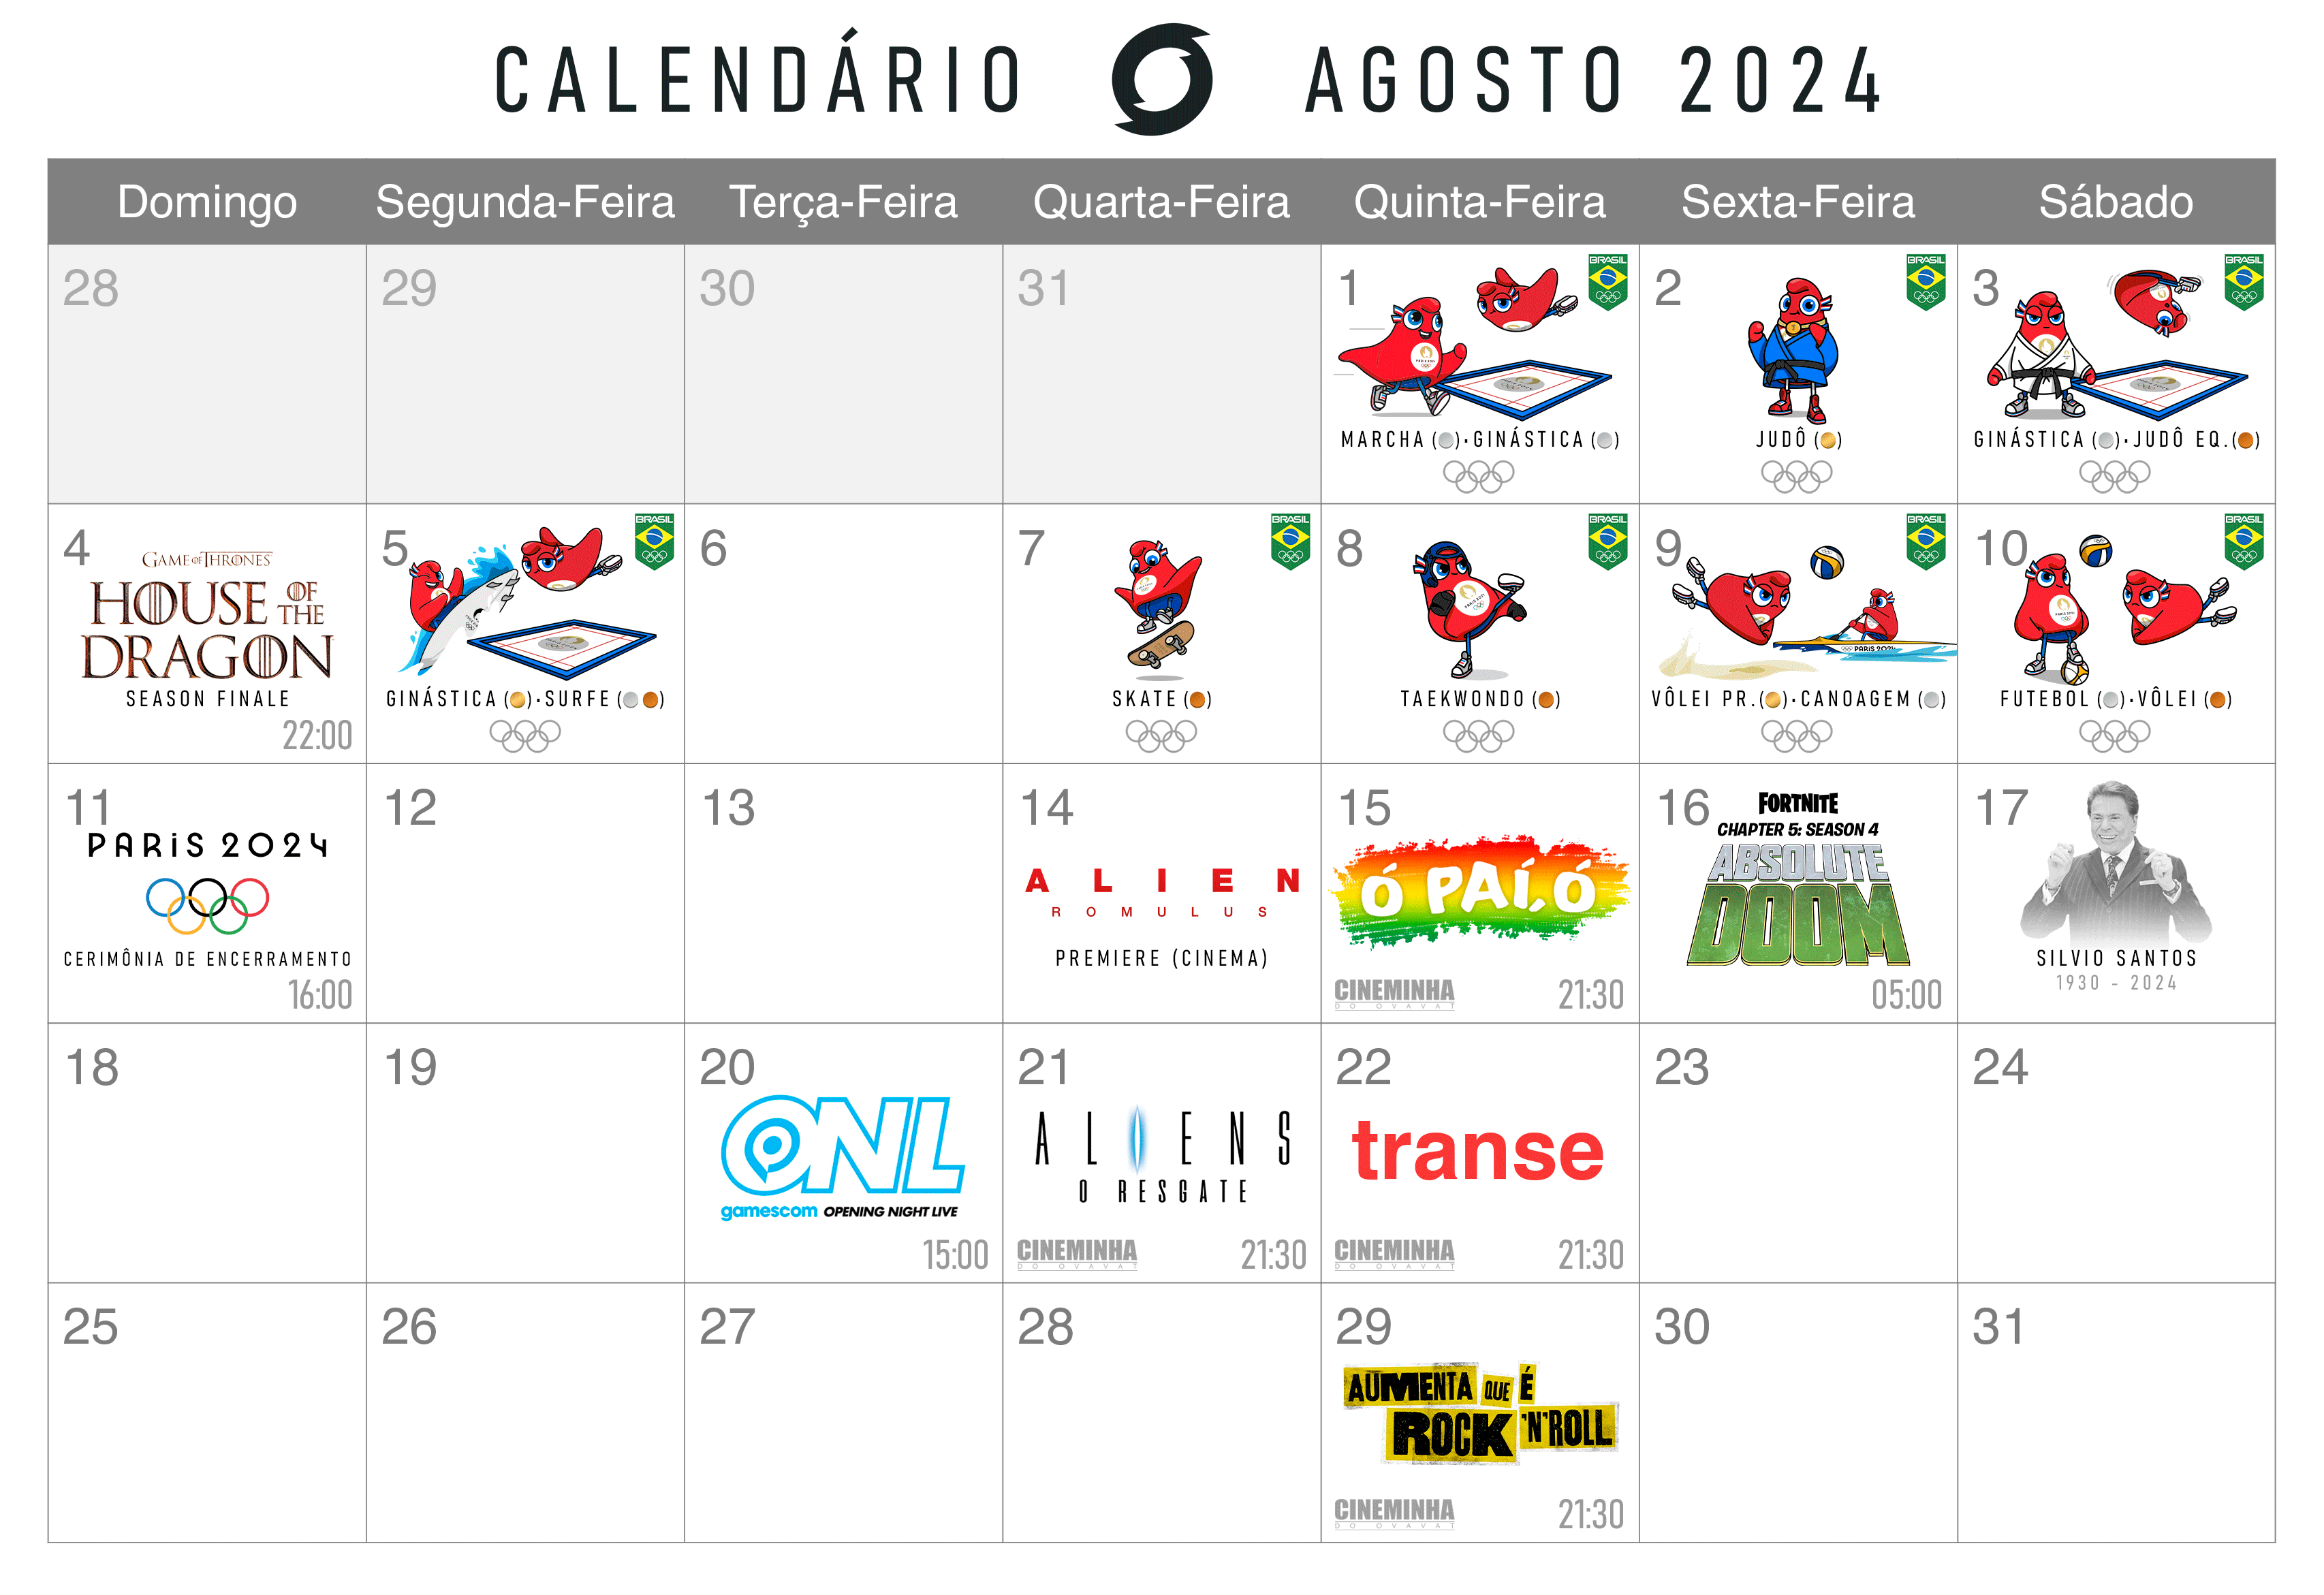 CALENDÁRIO AGOSTO 2024
Domingo Segunda-Feira Terça-Feira Quarta-Feira Quinta-Feira Sexta-Feira Sábado
28 29 30 31 1 2 3
BRASIL BRASIL BRASIL
MARCHA ( )·GINÁSTICA ( ) JUDÔ ( ) GINÁSTICA ( )·JUDÔ EQ.( )
4 5 6 7 8 9 10
BRASIL BRASIL BRASIL BRASIL BRASIL
GAME OF THRONES
HOUSE OF THE
DRAGON
PARIS 2024
SEASON FINALE GINÁSTICA ( )·SURFE ( ) SKATE ( ) TAEKWONDO ( ) VÔLEI PR.( )·CANOAGEM ( ) FUTEBOL ( )·VÔLEI ( )
22:00
11 12 13 14 15 16 17
PARIS 2024
CERIMÔNIA DE ENCERRAMENTO
16:00
ALIEN
ROMULUS
PREMIERE (CINEMA)
Ó PAÍ, Ó
CINEMINHA
DO OVAVAT
21:30
FORTNITE
CHAPTER 5: SEASON 4
ABSOLUTE
DOOM
05:00
SILVIO SANTOS
1930 - 2024
18 19 20 21 22 23 24
ONL
gamescom OPENING NIGHT LIVE
15:00
ALIENS
O RESGATE
CINEMINHA
DO OVAVAT
21:30
transe
CINEMINHA
DO OVAVAT
21:30
25 26 27 28 29 30 31
AUMENTA QUE É
ROCK 'N' ROLL
CINEMINHA
DO OVAVAT
21:30